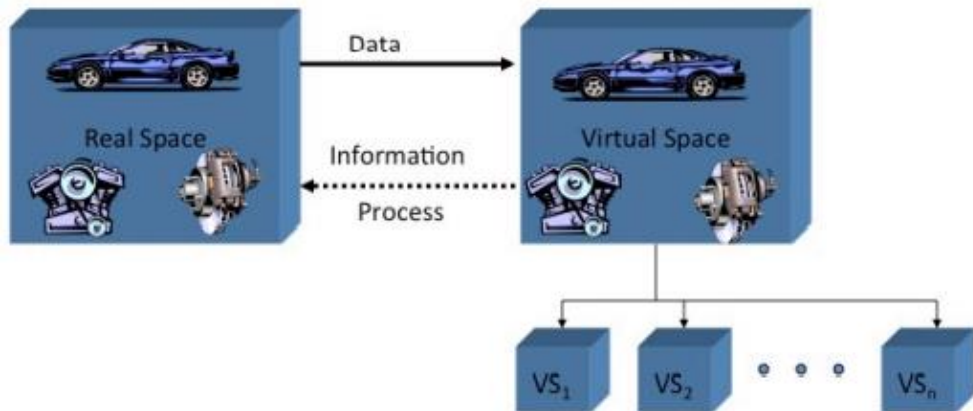 Data
Real Space
Virtual Space
Information
Process
VS₁
VS₂
VSₙ